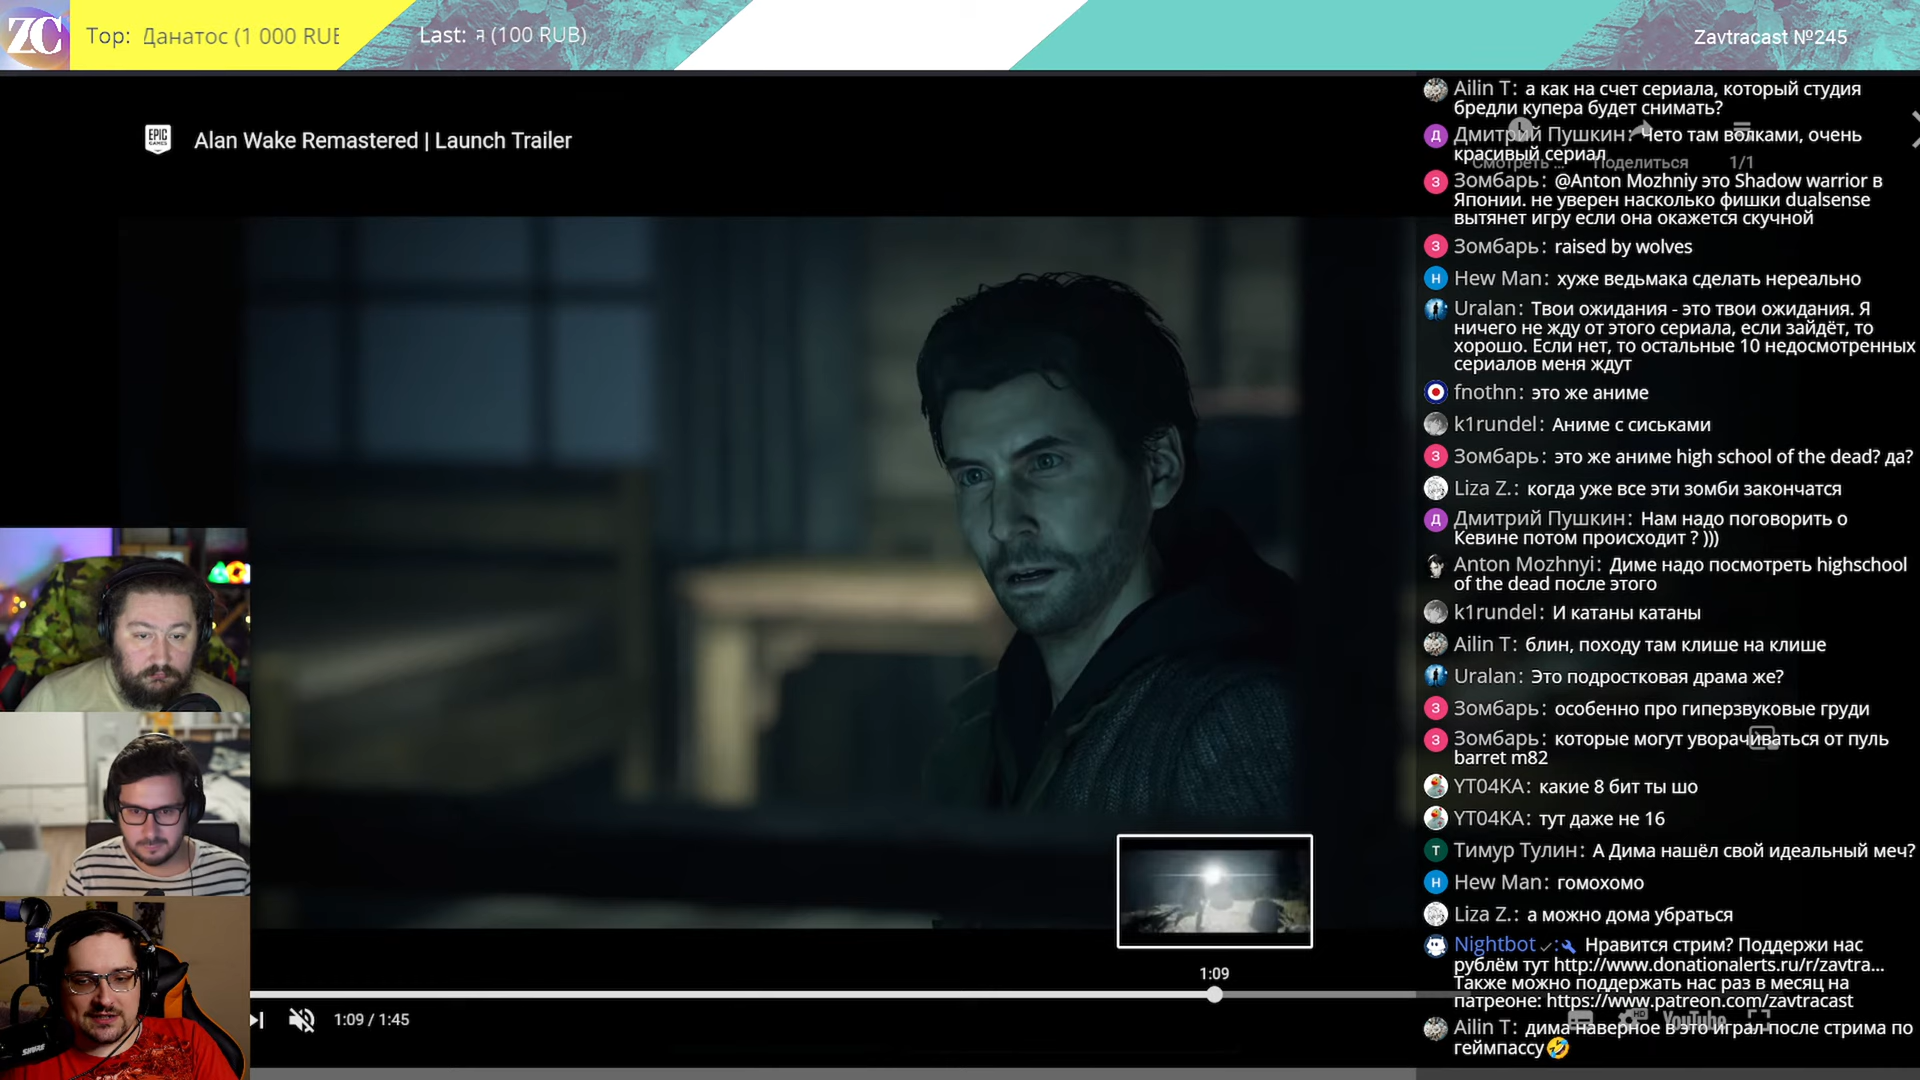 ZC
Top: Данатос (1 000 RUE
Last: я (100 RUB)
Zavtracast №245
EPIC GAMES
Alan Wake Remastered | Launch Trailer
Смотреть ...
Поделиться
1/1
Ailin T: а как на счет сериала, который студия
бредли купера будет снимать?
Д Дмитрий Пушкин: Чето там волками, очень
красивый сериал
З Зомбарь: @Anton Mozhniy это Shadow warrior в
Японии. не уверен насколько фишки dualsense
вытянет игру если она окажется скучной
З Зомбарь: raised by wolves
H Hew Man: хуже ведьмака сделать нереально
Uralan: Твои ожидания - это твои ожидания. Я
ничего не жду от этого сериала, если зайдёт, то
хорошо. Если нет, то остальные 10 недосмотренных
сериалов меня ждут
fnothn: это же аниме
k1rundel: Аниме с сиськами
З Зомбарь: это же аниме high school of the dead? да?
Liza Z.: когда уже все эти зомби закончатся
Д Дмитрий Пушкин: Нам надо поговорить о
Кевине потом происходит ? )))
Anton Mozhnyi: Диме надо посмотреть highschool
of the dead после этого
k1rundel: И катаны катаны
Ailin T: блин, походу там клише на клише
Uralan: Это подростковая драма же?
З Зомбарь: особенно про гиперзвуковые груди
З Зомбарь: которые могут уворачиваться от пуль
barret m82
YT04KA: какие 8 бит ты шо
YT04KA: тут даже не 16
Т Тимур Тулин: А Дима нашёл свой идеальный меч?
H Hew Man: гомохомо
Liza Z.: а можно дома убраться
Nightbot: Нравится стрим? Поддержи нас
рублём тут http://www.donationalerts.ru/r/zavtra...
Также можно поддержать нас раз в месяц на
патреоне: https://www.patreon.com/zavtracast
Ailin T: дима наверное в это играл после стрима по
геймпассу🤣
1:09
1:09 / 1:45
HD
YouTube
SHURE